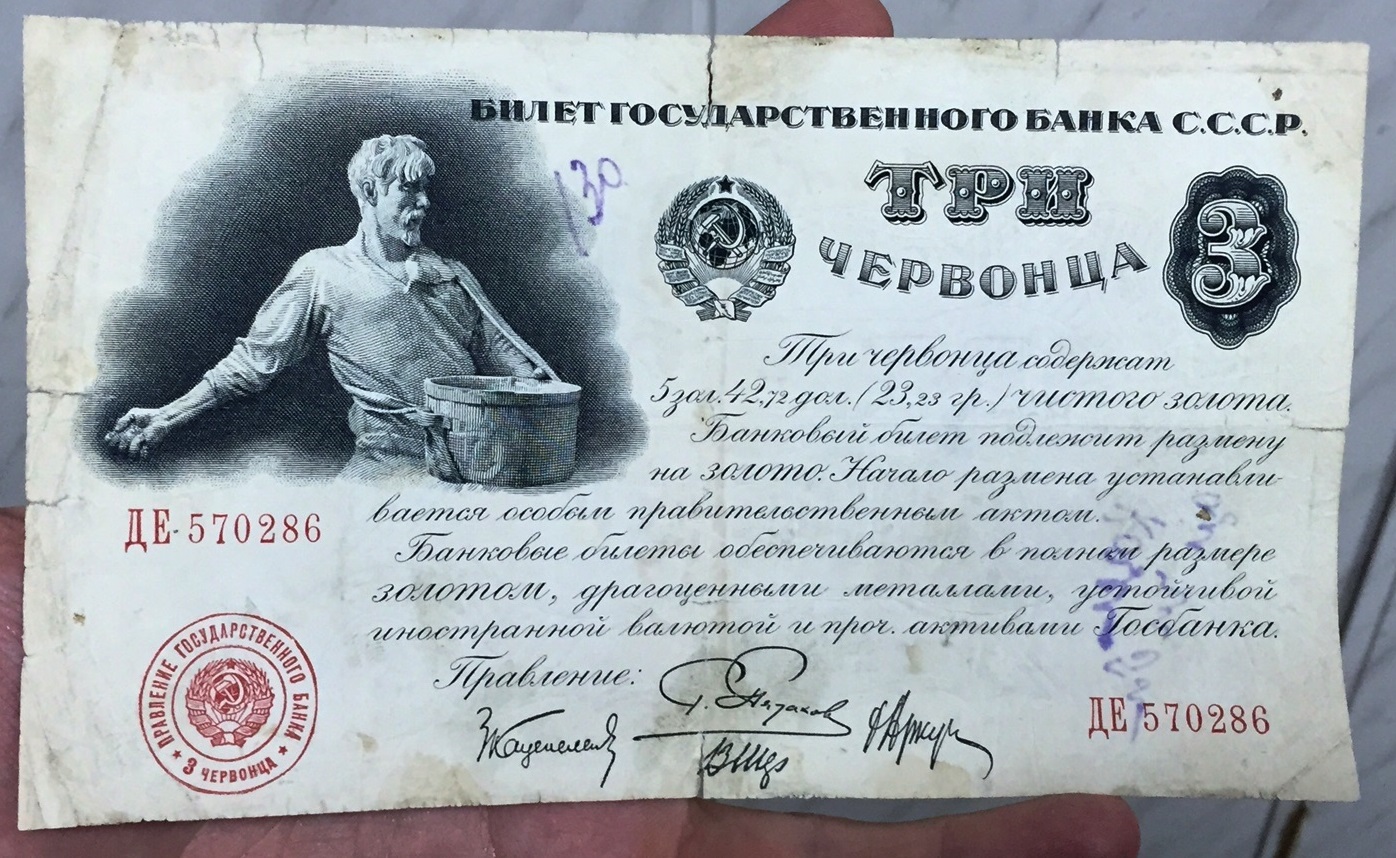 БИЛЕТ ГОСУДАРСТВЕННОГО БАНКА С.С.С.Р.
130
ТРИ
ЧЕРВОНЦА
3
Три червонца содержат
5 зол. 42,72 дол. (23,23 гр.) чистого золота.
Банковый билет подлежит размену
на золото. Начало размена устанавли-
вается особым правительственным актом.
ДЕ 570286
Банковые билеты обеспечиваются в полном размере
золотом, драгоценными металлами, устойчивой
иностранной валютой и проч. активами Госбанка.
Правление:
ПРАВЛЕНИЕ ГОСУДАРСТВЕННОГО БАНКА
3 ЧЕРВОНЦА
ДЕ 570286